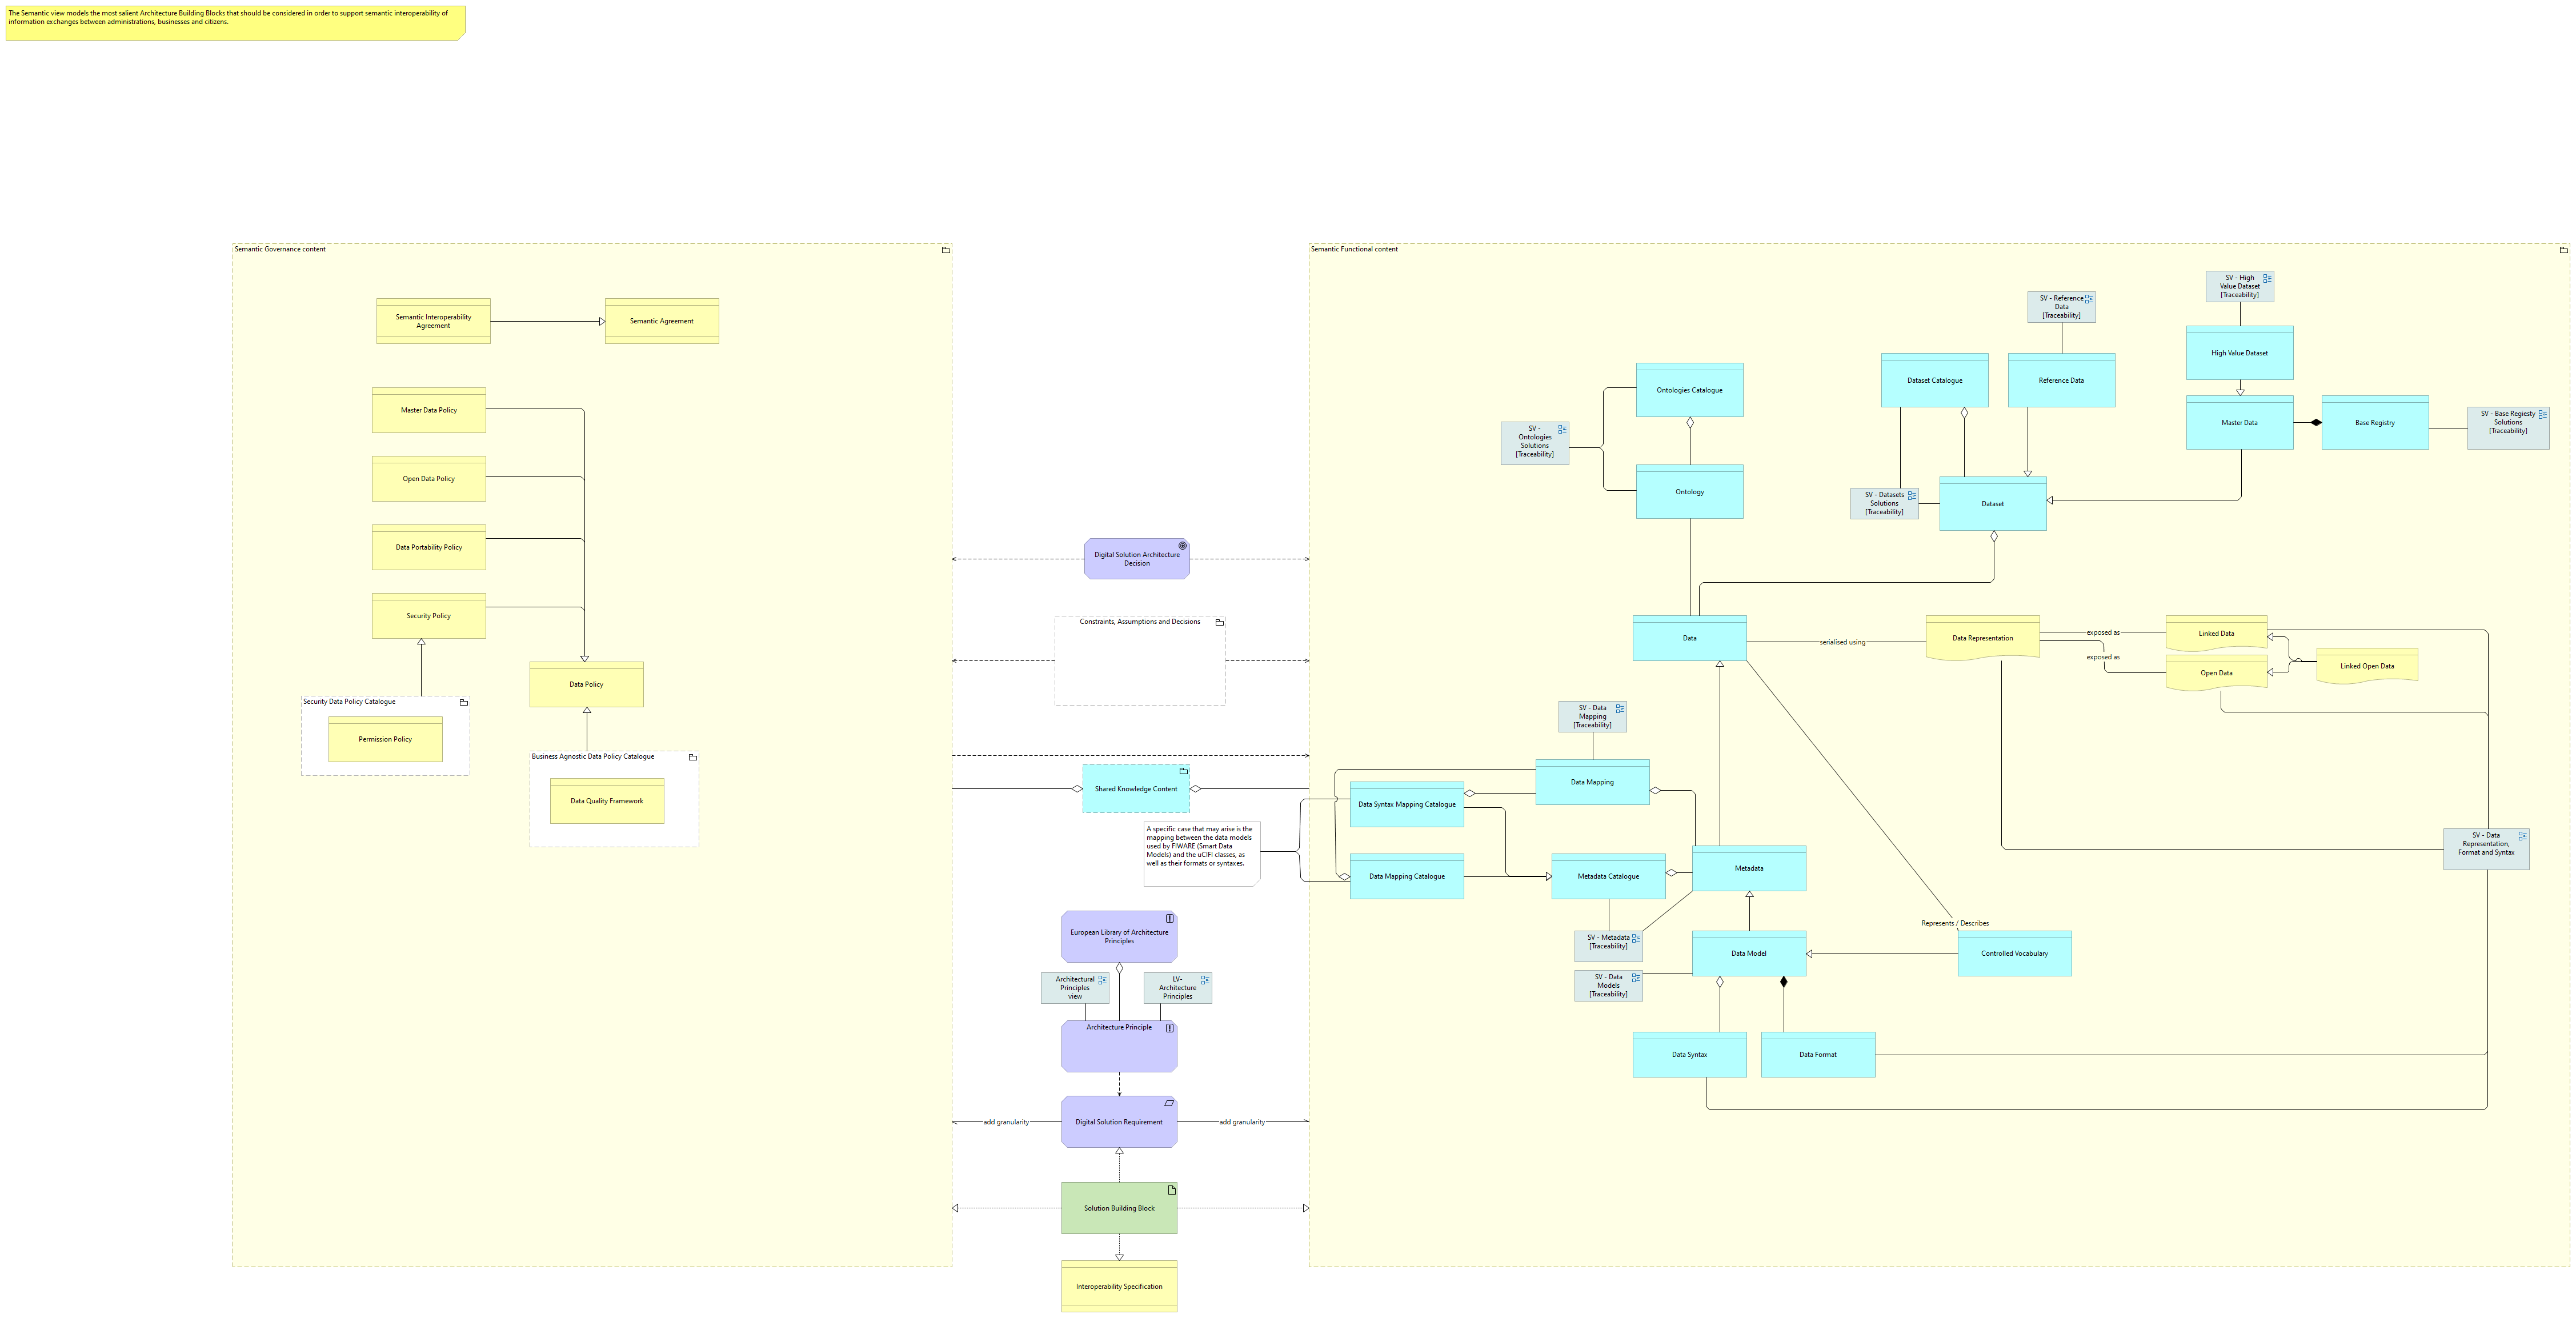 The Semantic view models the most salient Architecture Building Blocks that should be considered in order to support semantic interoperability of
information exchanges between administrations, businesses and citizens.
Semantic Governance content
Semantic Interoperability
Agreement
Semantic Agreement
Master Data Policy
Open Data Policy
Data Portability Policy
Security Policy
Data Policy
Security Data Policy Catalogue
Permission Policy
Business Agnostic Data Policy Catalogue
Data Quality Framework
Digital Solution Architecture
Decision
Constraints, Assumptions and Decisions
Shared Knowledge Content
A specific case that may arise is the
mapping between the data models
used by FIWARE (Smart Data
Models) and the uCIFI classes, as
well as their formats or syntaxes.
European Library of Architecture
Principles
Architectural
Principles
view
LV-
Architecture
Principles
Architecture Principle
add granularity
Digital Solution Requirement
add granularity
Solution Building Block
Interoperability Specification
Semantic Functional content
SV - High
Value Dataset
[Traceability]
SV - Reference
Data
[Traceability]
High Value Dataset
Ontologies Catalogue
Dataset Catalogue
Reference Data
SV -
Ontologies
Solutions
[Traceability]
Master Data
Base Registry
SV - Base Regiesty
Solutions
[Traceability]
Ontology
SV - Datasets
Solutions
[Traceability]
Dataset
Data
serialised using
Data Representation
exposed as
exposed as
Linked Data
Open Data
Linked Open Data
SV - Data
Mapping
[Traceability]
Data Mapping
Data Syntax Mapping Catalogue
Data Mapping Catalogue
Metadata Catalogue
Metadata
SV - Data
Representation,
Format and Syntax
Represents / Describes
SV - Metadata
[Traceability]
Data Model
Controlled Vocabulary
SV - Data
Models
[Traceability]
Data Syntax
Data Format